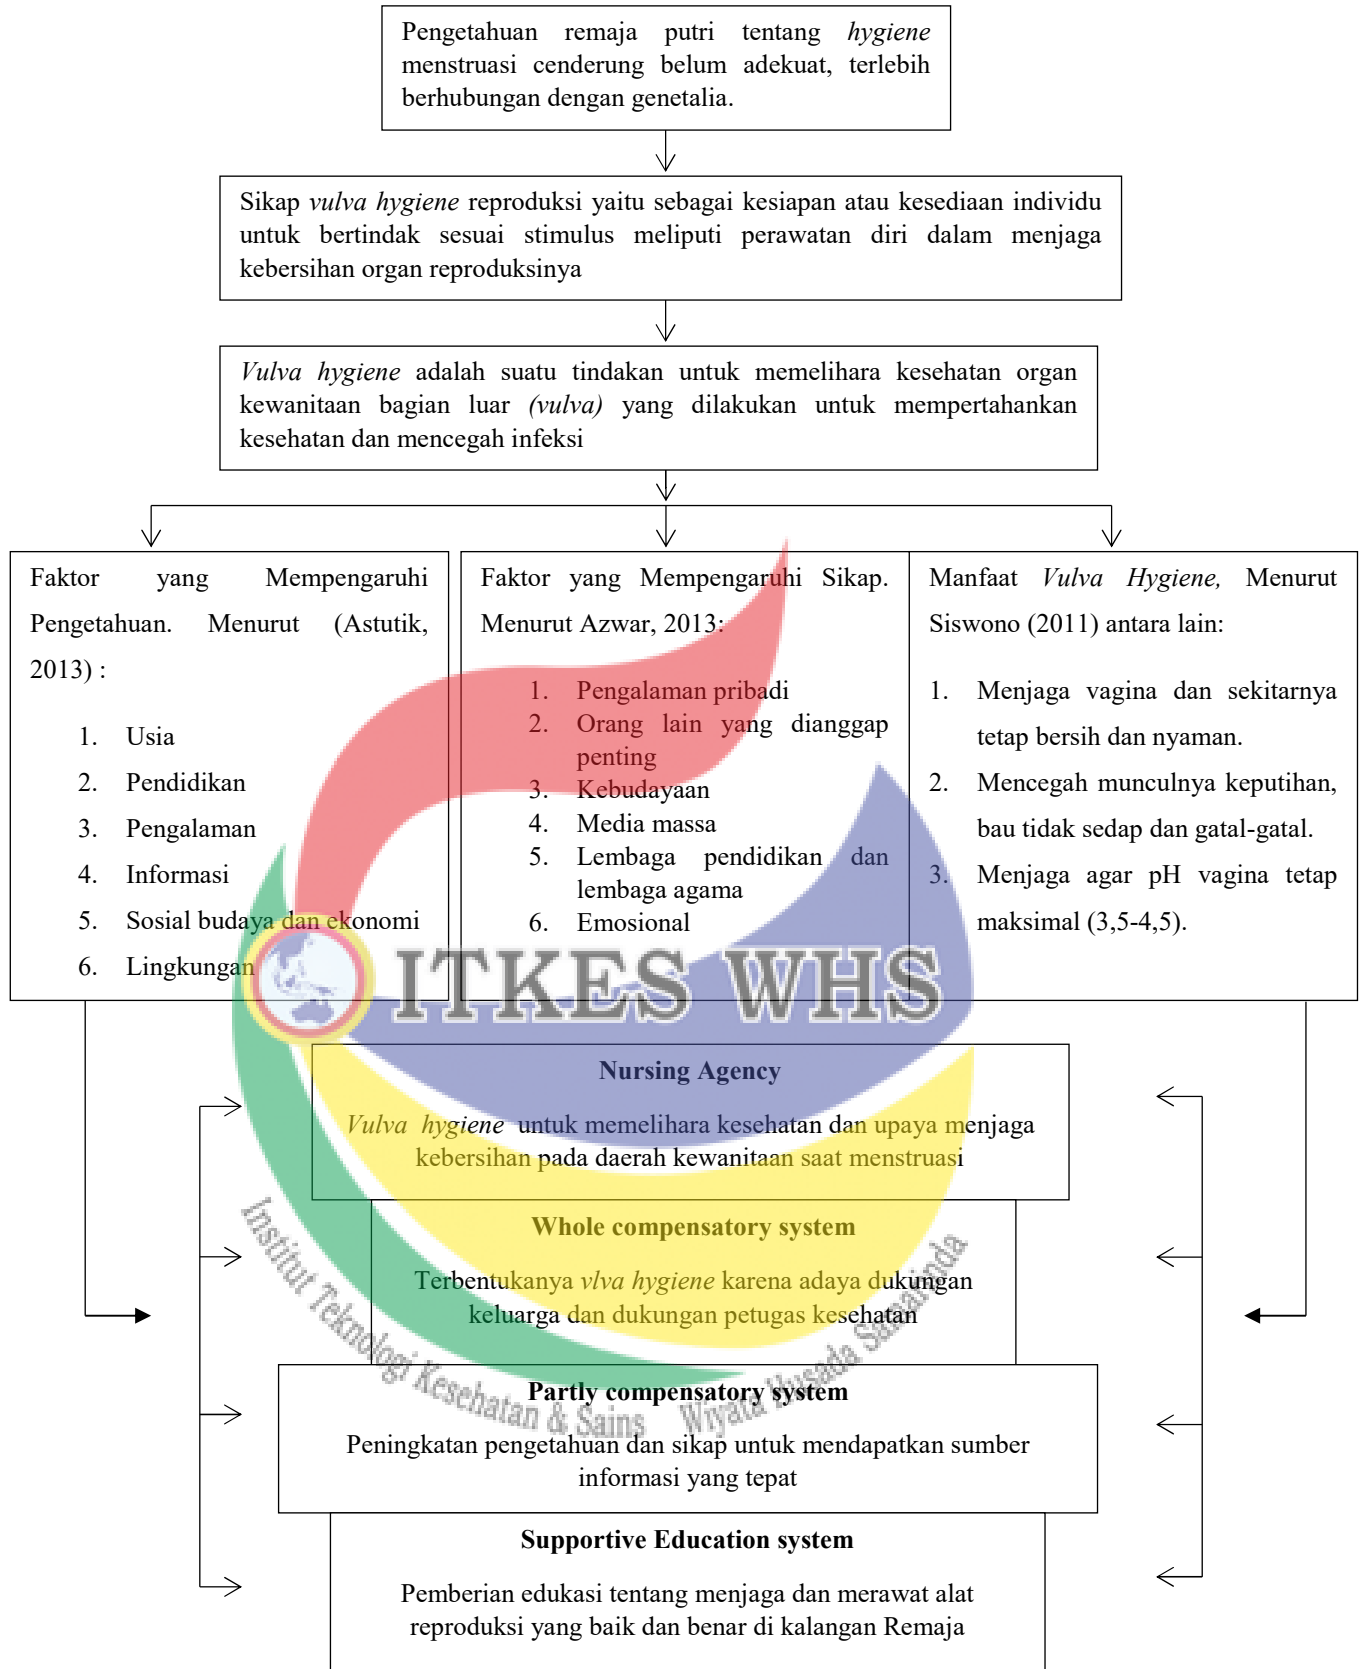 Pengetahuan remaja putri tentang hygiene
menstruasi cenderung belum adekuat, terlebih
berhubungan dengan genetalia.
Sikap vulva hygiene reproduksi yaitu sebagai kesiapan atau kesediaan individu
untuk bertindak sesuai stimulus meliputi perawatan diri dalam menjaga
kebersihan organ reproduksinya
Vulva hygiene adalah suatu tindakan untuk memelihara kesehatan organ
kewanitaan bagian luar (vulva) yang dilakukan untuk mempertahankan
kesehatan dan mencegah infeksi
Faktor yang Mempengaruhi
Pengetahuan. Menurut (Astutik,
2013) :
1. Usia
2. Pendidikan
3. Pengalaman
4. Informasi
5. Sosial budaya dan ekonomi
6. Lingkungan
Faktor yang Mempengaruhi Sikap.
Menurut Azwar, 2013:
1. Pengalaman pribadi
2. Orang lain yang dianggap
penting
3. Kebudayaan
4. Media massa
5. Lembaga pendidikan dan
lembaga agama
6. Emosional
Manfaat Vulva Hygiene, Menurut
Siswono (2011) antara lain:
1. Menjaga vagina dan sekitarnya
tetap bersih dan nyaman.
2. Mencegah munculnya keputihan,
bau tidak sedap dan gatal-gatal.
3. Menjaga agar pH vagina tetap
maksimal (3,5-4,5).
ITKES WHS
Nursing Agency
Vulva hygiene untuk memelihara kesehatan dan upaya menjaga
kebersihan pada daerah kewanitaan saat menstruasi
Whole compensatory system
Terbentukanya vlva hygiene karena adaya dukungan
keluarga dan dukungan petugas kesehatan
Partly compensatory system
Peningkatan pengetahuan dan sikap untuk mendapatkan sumber
informasi yang tepat
Supportive Education system
Pemberian edukasi tentang menjaga dan merawat alat
reproduksi yang baik dan benar di kalangan Remaja
Institut Teknologi Kesehatan & Sains Wiyata Husada Samarinda